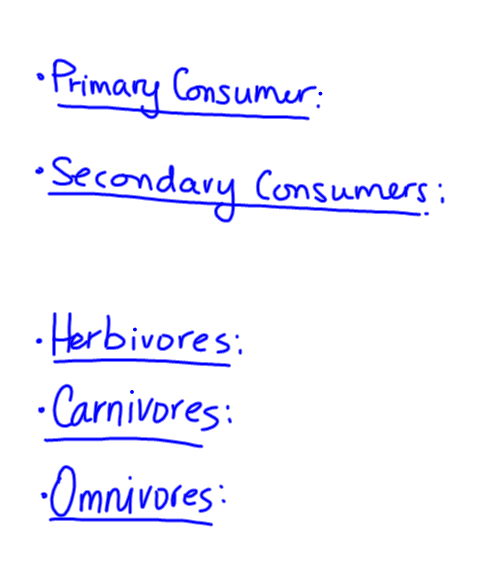 · Primary Consumer:
· Secondary Consumers:
· Herbivores:
· Carnivores:
· Omnivores: